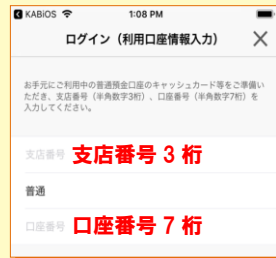 KABiOS 1:08 PM
ログイン（利用口座情報入力） ×
お手元にご利用中の普通預金口座のキャッシュカード等をご準備い
ただき、支店番号（半角数字3桁）、口座番号（半角数字7桁）を
入力してください。
支店番号 支店番号 3 桁
普通
口座番号 口座番号 7 桁